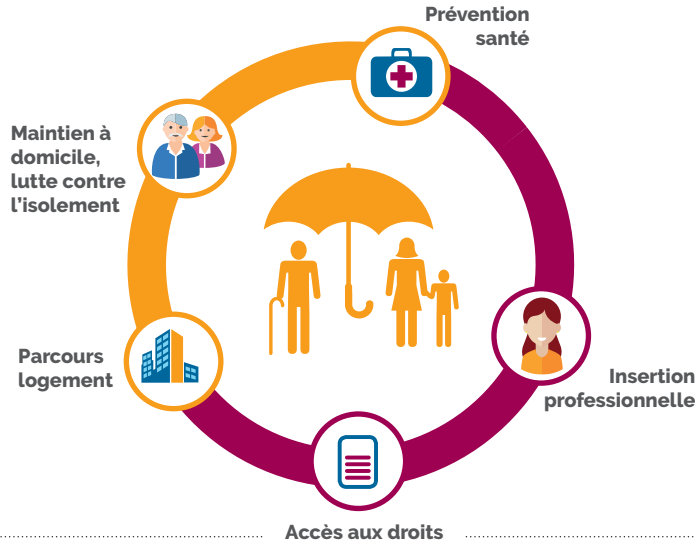 Prévention
santé
Maintien à
domicile,
lutte contre
l’isolement
Parcours
logement
Insertion
professionnelle
Accès aux droits